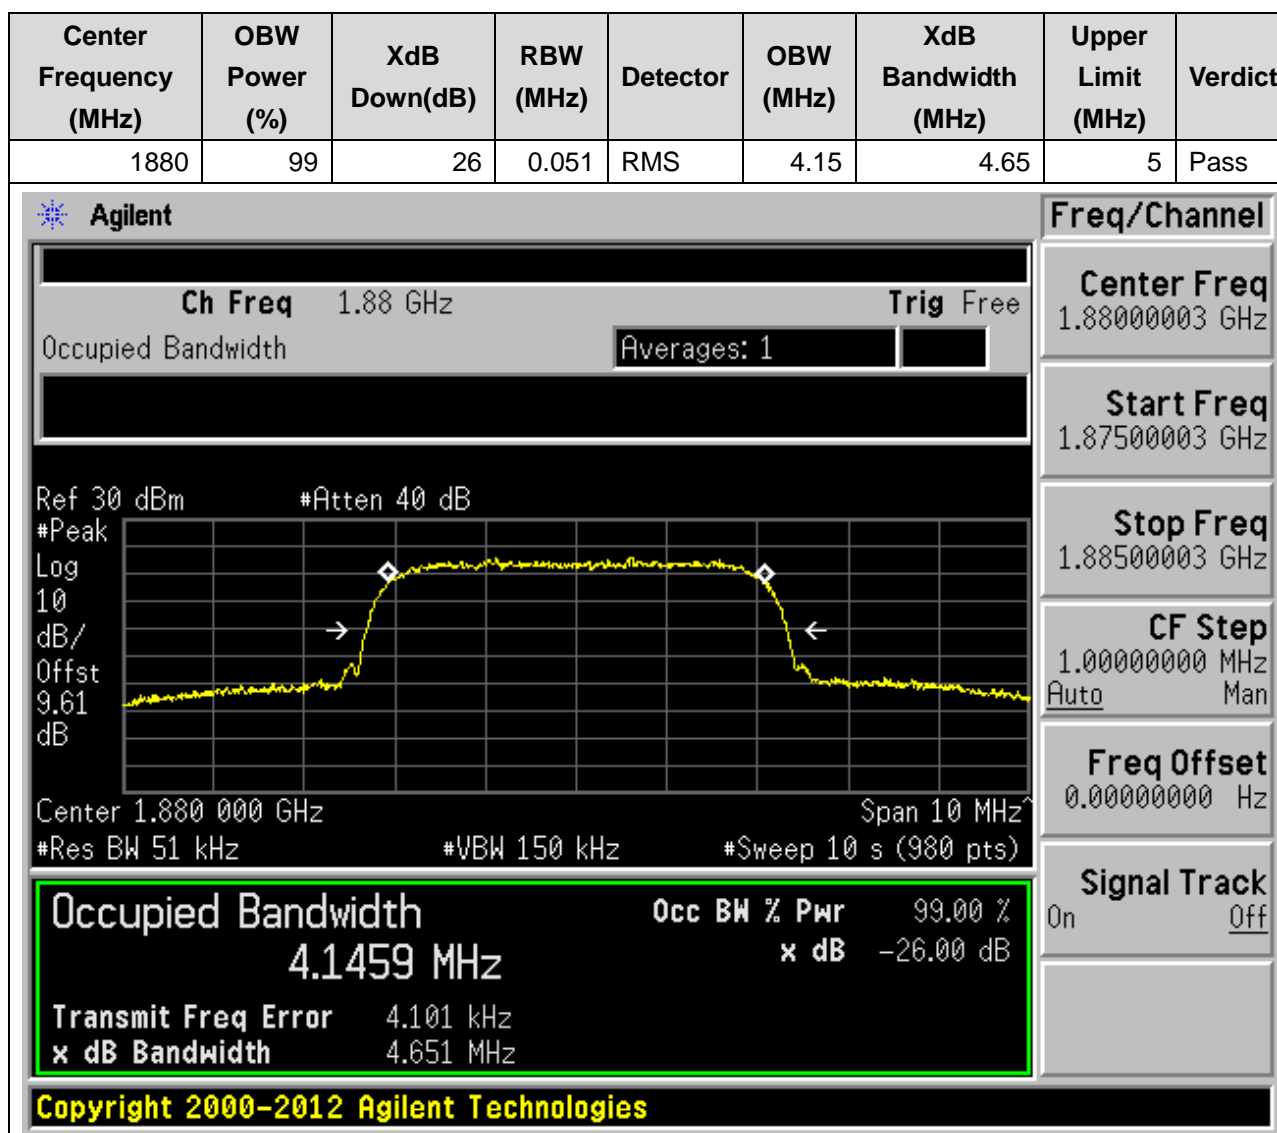 Center Frequency (MHz) OBW Power (%) XdB Down(dB) RBW (MHz) Detector OBW (MHz) XdB Bandwidth (MHz) Upper Limit (MHz) Verdict
1880 99 26 0.051 RMS 4.15 4.65 5 Pass
Agilent
Freq/Channel
Ch Freq 1.88 GHz Trig Free
Occupied Bandwidth Averages: 1
Center Freq
1.88000003 GHz
Start Freq
1.87500003 GHz
Stop Freq
1.88500003 GHz
CF Step
1.00000000 MHz
Auto Man
Freq Offset
0.00000000 Hz
Signal Track
On Off
Ref 30 dBm #Atten 40 dB
#Peak
Log
10
dB/
Offst
9.61
dB
Center 1.880 000 GHz Span 10 MHz^
#Res BW 51 kHz #VBW 150 kHz #Sweep 10 s (980 pts)
Occupied Bandwidth Occ BW % Pwr 99.00 %
4.1459 MHz x dB -26.00 dB
Transmit Freq Error 4.101 kHz
x dB Bandwidth 4.651 MHz
Copyright 2000-2012 Agilent Technologies